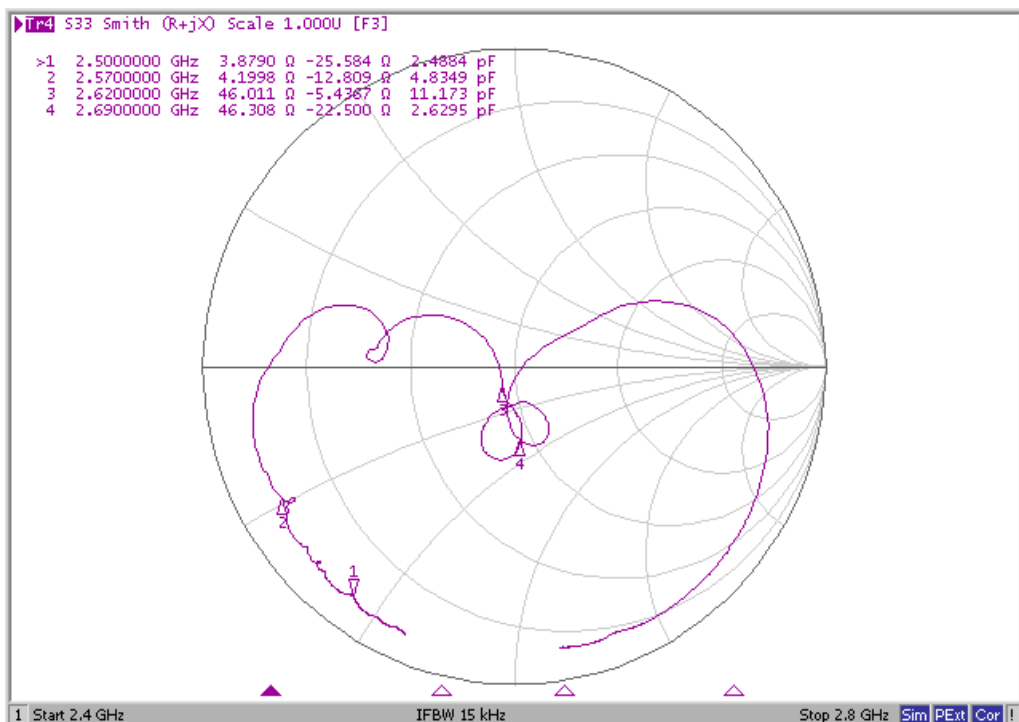 Tr4 S33 Smith (R+jX) Scale 1.000U [F3]
>1 2.5000000 GHz 3.8790 Ω -25.584 Ω 2.4884 pF
2 2.5700000 GHz 4.1998 Ω -12.809 Ω 4.8349 pF
3 2.6200000 GHz 46.011 Ω -5.4367 Ω 11.173 pF
4 2.6900000 GHz 46.308 Ω -22.500 Ω 2.6295 pF
3
4
2
1
1 Start 2.4 GHz IFBW 15 kHz Stop 2.8 GHz Sim PExt Cor !